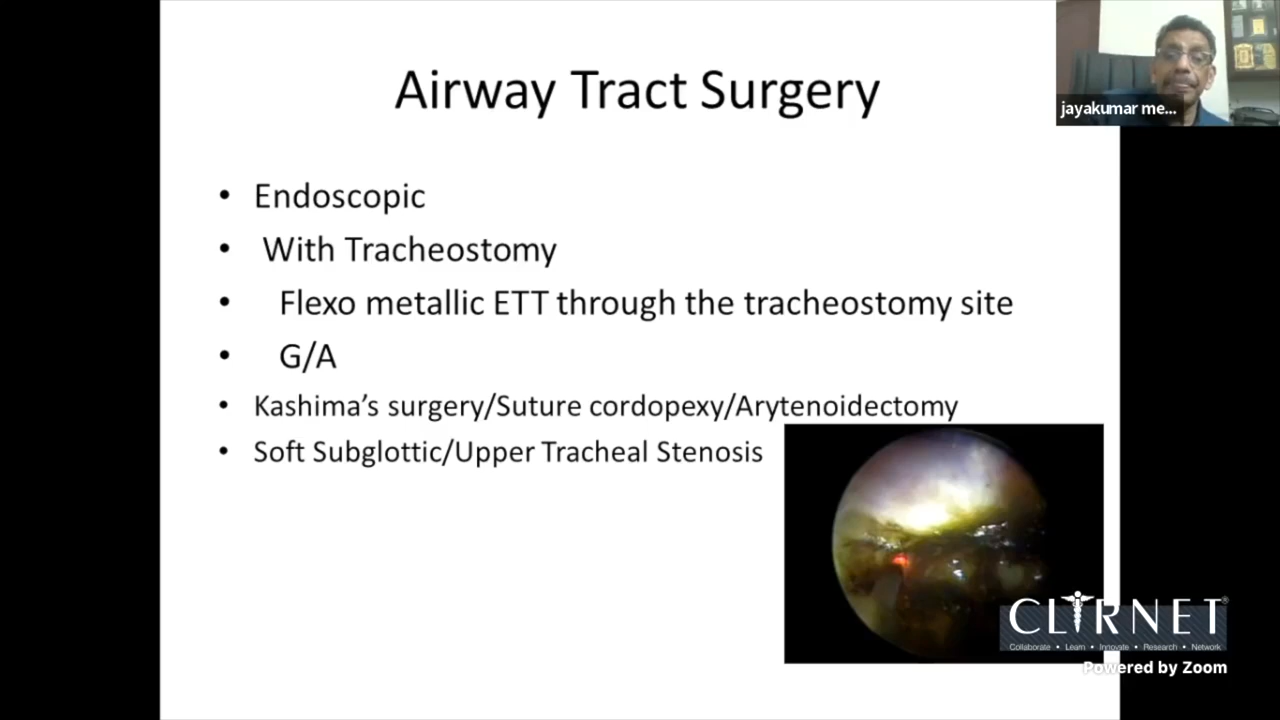 Airway Tract Surgery
jayakumar me...
• Endoscopic
• With Tracheostomy
• Flexo metallic ETT through the tracheostomy site
• G/A
• Kashima’s surgery/Suture cordopexy/Arytenoidectomy
• Soft Subglottic/Upper Tracheal Stenosis
CLIRNET®
Collaborate • Learn • Innovate • Research • Network
Powered by Zoom